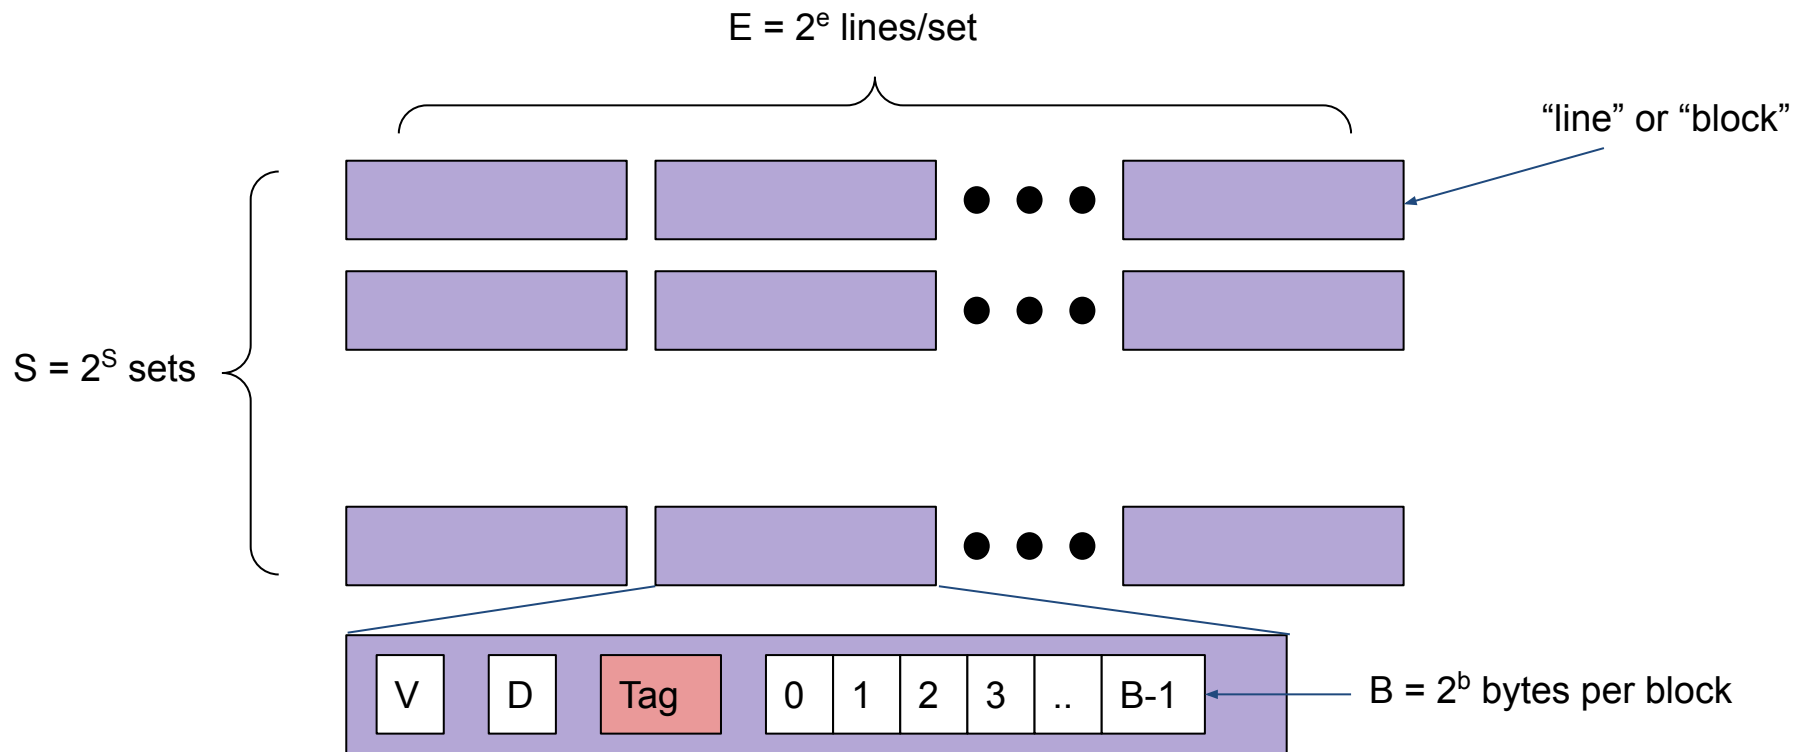 E = 2ᵉ lines/set
“line” or “block”
S = 2ˢ sets
V D Tag 0 1 2 3 .. B-1
B = 2ᵇ bytes per block